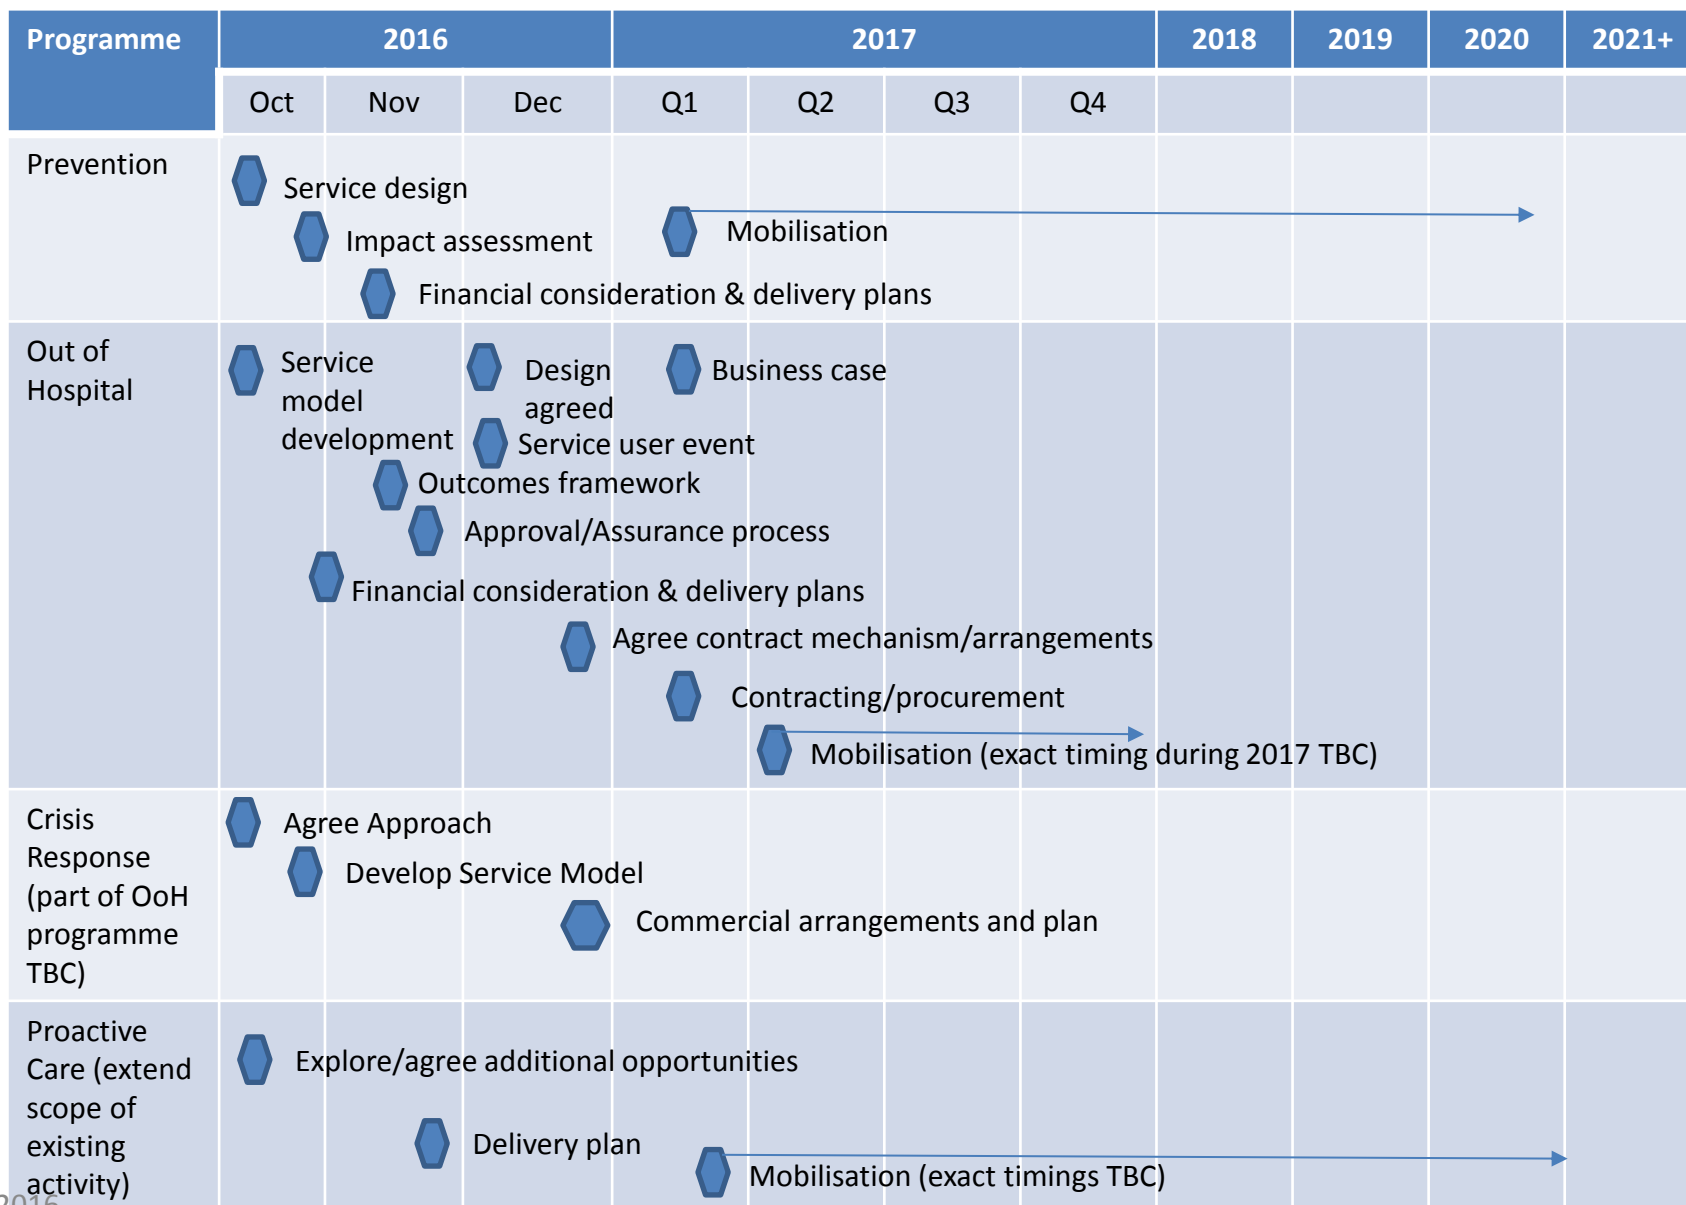 Programme 2016 2017 2018 2019 2020 2021+
Oct Nov Dec Q1 Q2 Q3 Q4
Prevention
Service design
Impact assessment
Mobilisation
Financial consideration & delivery plans
Out of
Hospital
Service
model
development
Design
agreed
Business case
Service user event
Outcomes framework
Approval/Assurance process
Financial consideration & delivery plans
Agree contract mechanism/arrangements
Contracting/procurement
Mobilisation (exact timing during 2017 TBC)
Crisis
Response
(part of OoH
programme
TBC)
Agree Approach
Develop Service Model
Commercial arrangements and plan
Proactive
Care (extend
scope of
existing
activity)
Explore/agree additional opportunities
Delivery plan
Mobilisation (exact timings TBC)
2016